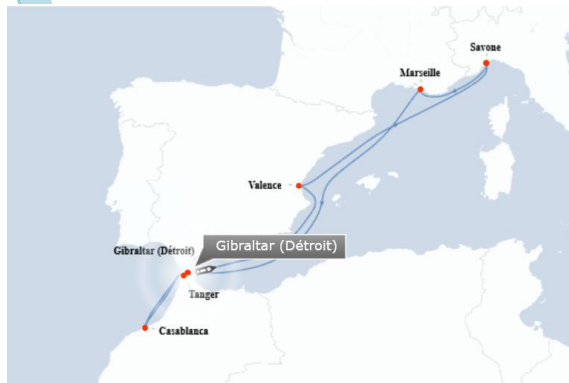 Savone
Marseille
Valence
Gibraltar (Détroit)
Gibraltar (Détroit)
Tanger
Casablanca